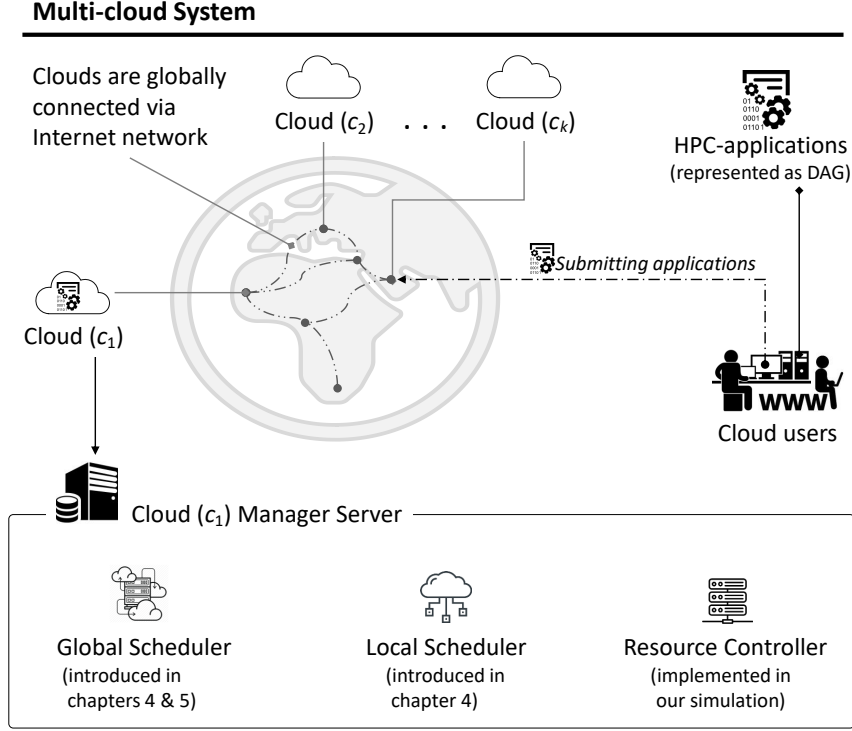 Multi-cloud System
Clouds are globally
connected via
Internet network
Cloud (c2)
. . .
Cloud (ck)
HPC-applications
(represented as DAG)
Submitting applications
Cloud (c1)
WWW
Cloud users
Cloud (c1) Manager Server
Global Scheduler
(introduced in
chapters 4 & 5)
Local Scheduler
(introduced in
chapter 4)
Resource Controller
(implemented in
our simulation)